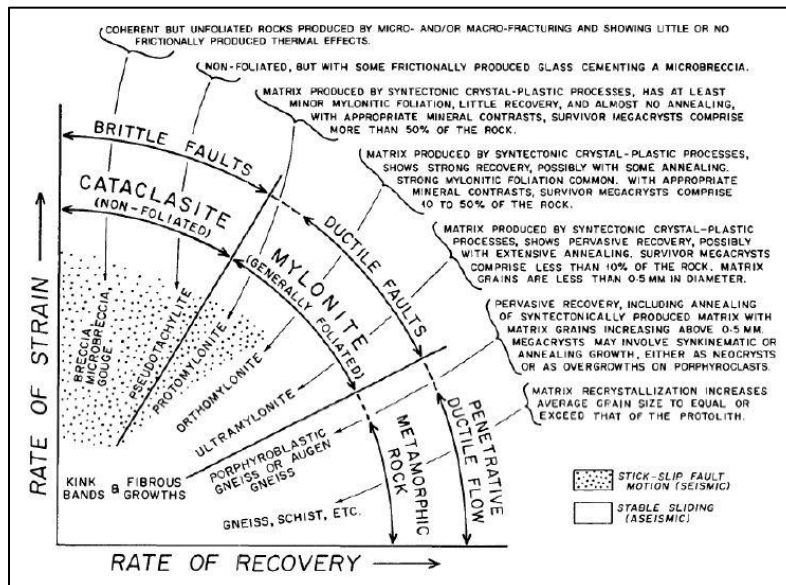 COHERENT BUT UNFOLIATED ROCKS PRODUCED BY MICRO- AND/OR MACRO-FRACTURING AND SHOWING LITTLE OR NO
FRICTIONALLY PRODUCED THERMAL EFFECTS.
NON-FOLIATED, BUT WITH SOME FRICTIONALLY PRODUCED GLASS CEMENTING A MICROBRECCIA.
MATRIX PRODUCED BY SYNTECTONIC CRYSTAL-PLASTIC PROCESSES, HAS AT LEAST
MINOR MYLONITIC FOLIATION, LITTLE RECOVERY, AND ALMOST NO ANNEALING,
WITH APPROPRIATE MINERAL CONTRASTS, SURVIVOR MEGACRYSTS COMPRISE
MORE THAN 50% OF THE ROCK.
MATRIX PRODUCED BY SYNTECTONIC CRYSTAL-PLASTIC PROCESSES,
SHOWS STRONG RECOVERY, POSSIBLY WITH SOME ANNEALING.
STRONG MYLONITIC FOLIATION COMMON. WITH APPROPRIATE
MINERAL CONTRASTS, SURVIVOR MEGACRYSTS COMPRISE
10 TO 50% OF THE ROCK.
MATRIX PRODUCED BY SYNTECTONIC CRYSTAL-PLASTIC
PROCESSES, SHOWS PERVASIVE RECOVERY, POSSIBLY
WITH EXTENSIVE ANNEALING. SURVIVOR MEGACRYSTS
COMPRISE LESS THAN 10% OF THE ROCK. MATRIX
GRAINS ARE LESS THAN 0·5 MM IN DIAMETER.
PERVASIVE RECOVERY, INCLUDING ANNEALING
OF SYNTECTONICALLY PRODUCED MATRIX WITH
MATRIX GRAINS INCREASING ABOVE 0·5 MM.
MEGACRYSTS MAY INVOLVE SYNKINEMATIC OR
ANNEALING GROWTH, EITHER AS NEOCRYSTS
OR AS OVERGROWTHS ON PORPHYROCLASTS.
MATRIX RECRYSTALLIZATION INCREASES
AVERAGE GRAIN SIZE TO EQUAL OR
EXCEED THAT OF THE PROTOLITH.
BRITTLE FAULTS
DUCTILE FAULTS
PENETRATIVE
DUCTILE FLOW
CATACLASITE
(NON-FOLIATED)
MYLONITE
(GENERALLY FOLIATED)
METAMORPHIC
ROCK
BRECCIA,
MICROBRECCIA,
GOUGE
PSEUDOTACHYLITE
PROTOMYLONITE
ORTHOMYLONITE
ULTRAMYLONITE
PORPHYROBLASTIC
GNEISS OR AUGEN
GNEISS
GNEISS, SCHIST, ETC.
KINK
BANDS
&
FIBROUS
GROWTHS
RATE OF STRAIN
RATE OF RECOVERY
STICK-SLIP FAULT
MOTION (SEISMIC)
STABLE SLIDING
(ASEISMIC)